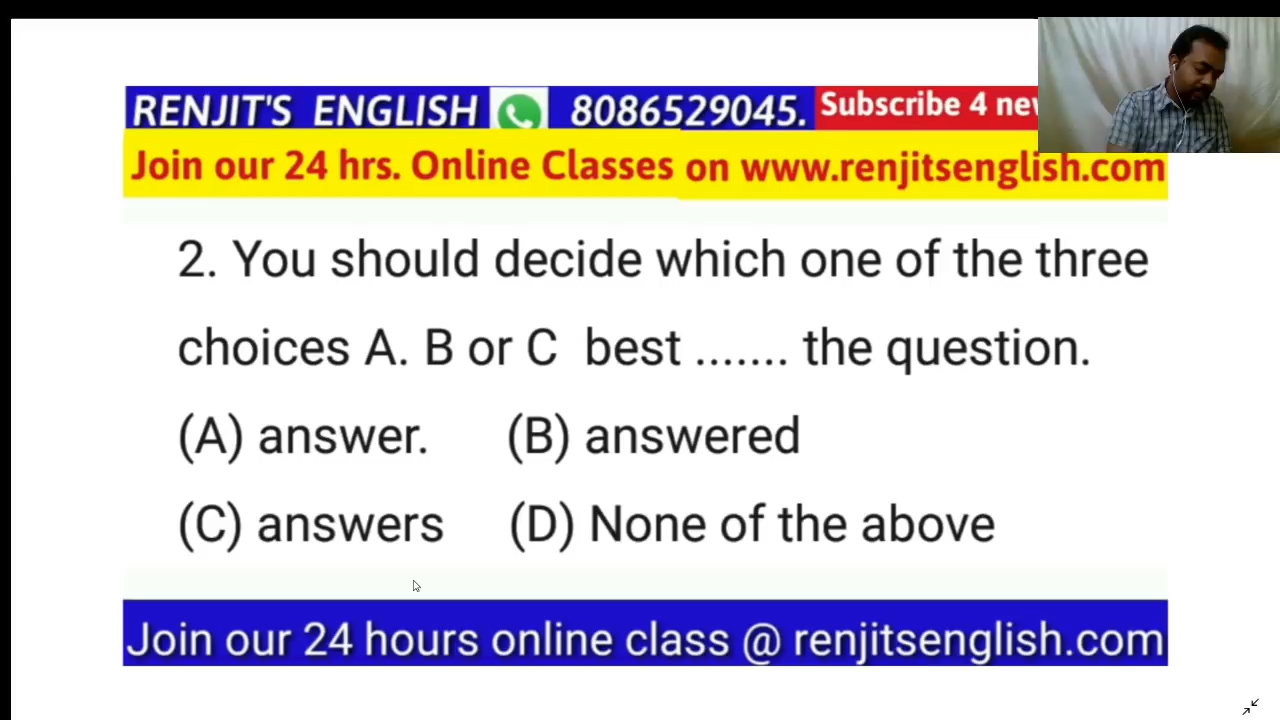 RENJIT'S ENGLISH 8086529045. Subscribe 4
Join our 24 hrs. Online Classes on www.renjitsenglish.com
2. You should decide which one of the three
choices A. B or C best ....... the question.
(A) answer. (B) answered
(C) answers (D) None of the above
Join our 24 hours online class @ renjitsenglish.com